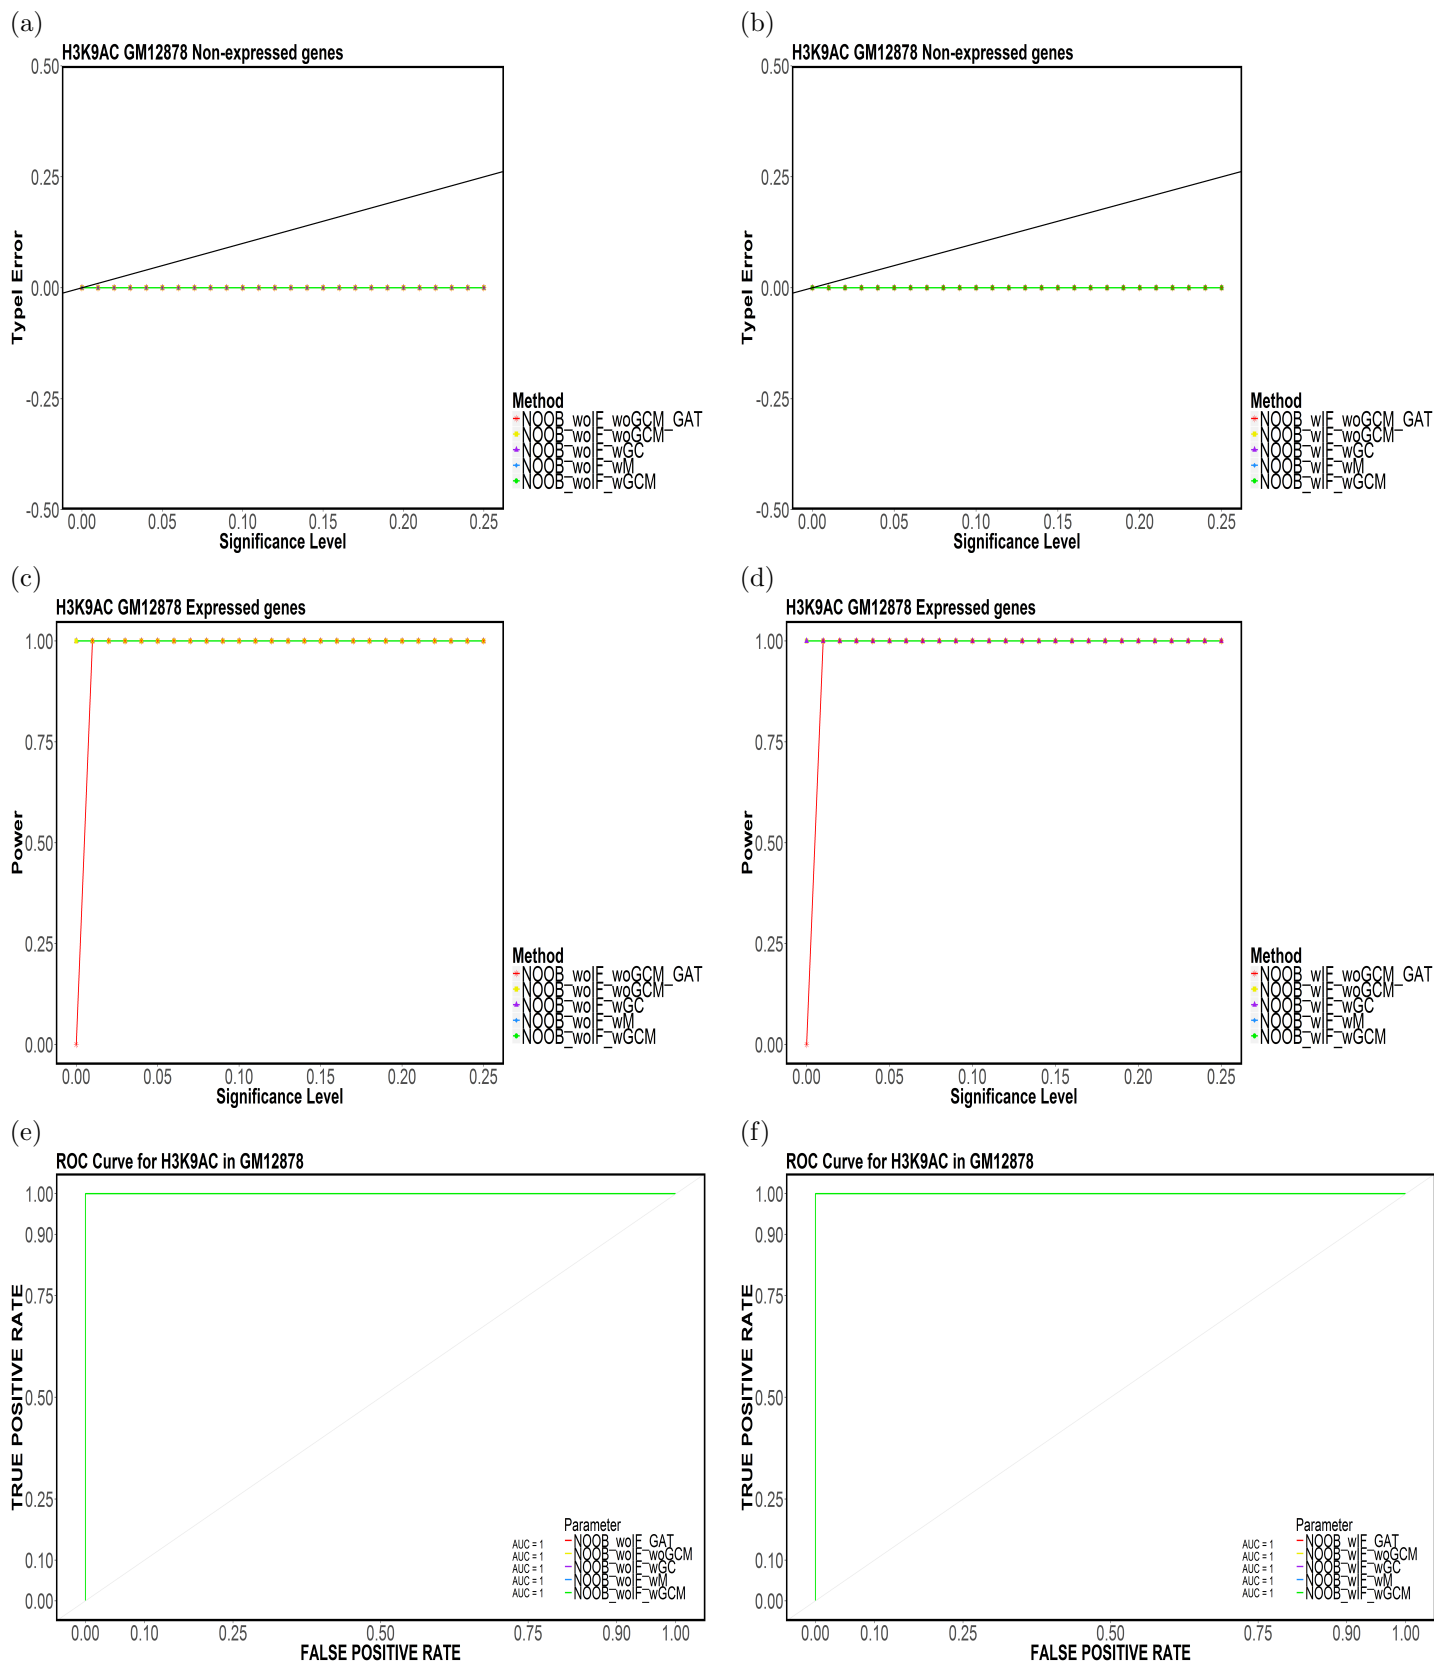 (a)
H3K9AC GM12878 Non-expressed genes
0.50
0.25
0.00
-0.25
-0.50
TypeI Error
0.00 0.05 0.10 0.15 0.20 0.25
Significance Level
Method
NOOB_woIF_woGCM_GAT
NOOB_woIF_woGCM
NOOB_woIF_wGC
NOOB_woIF_wM
NOOB_woIF_wGCM
(b)
H3K9AC GM12878 Non-expressed genes
0.50
0.25
0.00
-0.25
-0.50
TypeI Error
0.00 0.05 0.10 0.15 0.20 0.25
Significance Level
Method
NOOB_wIF_woGCM_GAT
NOOB_wIF_woGCM
NOOB_wIF_wGC
NOOB_wIF_wM
NOOB_wIF_wGCM
(c)
H3K9AC GM12878 Expressed genes
1.00
0.75
0.50
0.25
0.00
Power
0.00 0.05 0.10 0.15 0.20 0.25
Significance Level
Method
NOOB_woIF_woGCM_GAT
NOOB_woIF_woGCM
NOOB_woIF_wGC
NOOB_woIF_wM
NOOB_woIF_wGCM
(d)
H3K9AC GM12878 Expressed genes
1.00
0.75
0.50
0.25
0.00
Power
0.00 0.05 0.10 0.15 0.20 0.25
Significance Level
Method
NOOB_wIF_woGCM_GAT
NOOB_wIF_woGCM
NOOB_wIF_wGC
NOOB_wIF_wM
NOOB_wIF_wGCM
(e)
ROC Curve for H3K9AC in GM12878
1.00
0.90
0.75
0.50
0.25
0.10
0.00
TRUE POSITIVE RATE
0.00 0.10 0.25 0.50 0.75 0.90 1.00
FALSE POSITIVE RATE
Parameter
AUC = 1 NOOB_woIF_GAT
AUC = 1 NOOB_woIF_woGCM
AUC = 1 NOOB_woIF_wGC
AUC = 1 NOOB_woIF_wM
AUC = 1 NOOB_woIF_wGCM
(f)
ROC Curve for H3K9AC in GM12878
1.00
0.90
0.75
0.50
0.25
0.10
0.00
TRUE POSITIVE RATE
0.00 0.10 0.25 0.50 0.75 0.90 1.00
FALSE POSITIVE RATE
Parameter
AUC = 1 NOOB_wIF_GAT
AUC = 1 NOOB_wIF_woGCM
AUC = 1 NOOB_wIF_wGC
AUC = 1 NOOB_wIF_wM
AUC = 1 NOOB_wIF_wGCM